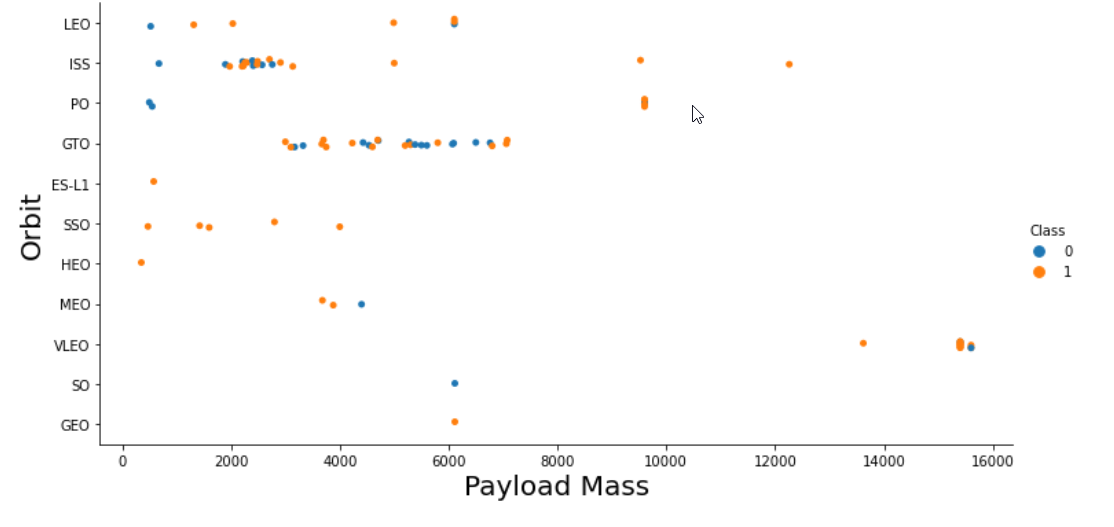 LEO
ISS
PO
GTO
ES-L1
SSO
HEO
MEO
VLEO
SO
GEO
Orbit
0 2000 4000 6000 8000 10000 12000 14000 16000
Payload Mass
Class
0
1